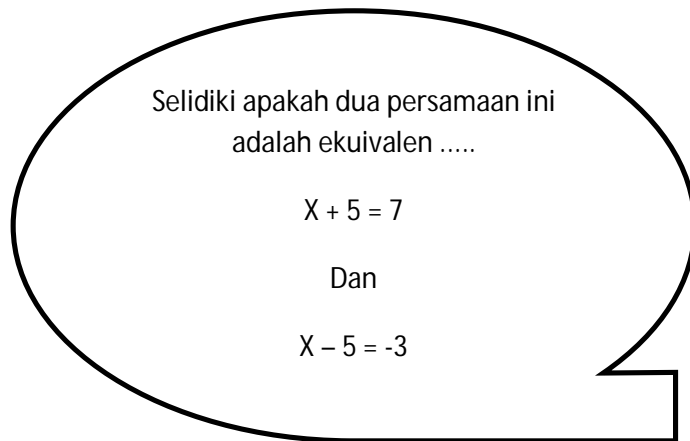 Selidiki apakah dua persamaan ini
adalah ekuivalen .....
X + 5 = 7
Dan
X – 5 = -3